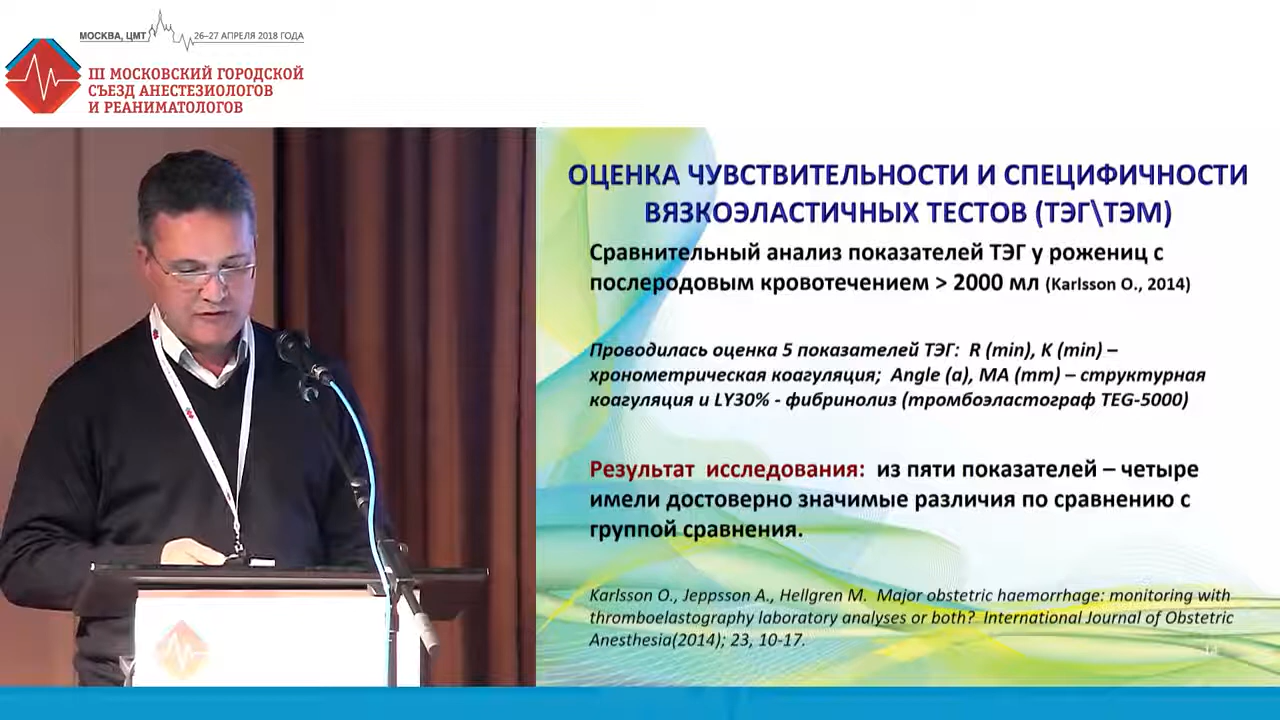 МОСКВА, ЦМТ 26–27 АПРЕЛЯ 2018 ГОДА
III МОСКОВСКИЙ ГОРОДСКОЙ
СЪЕЗД АНЕСТЕЗИОЛОГОВ
И РЕАНИМАТОЛОГОВ
ОЦЕНКА ЧУВСТВИТЕЛЬНОСТИ И СПЕЦИФИЧНОСТИ
ВЯЗКОЭЛАСТИЧНЫХ ТЕСТОВ (ТЭГ\ТЭМ)
Сравнительный анализ показателей ТЭГ у рожениц с
послеродовым кровотечением > 2000 мл (Karlsson O., 2014)
Проводилась оценка 5 показателей ТЭГ: R (min), K (min) –
хронометрическая коагуляция; Angle (a), MA (mm) – структурная
коагуляция и LY30% - фибринолиз (тромбоэластограф TEG-5000)
Результат исследования: из пяти показателей – четыре
имели достоверно значимые различия по сравнению с
группой сравнения.
Karlsson O., Jeppsson A., Hellgren M. Major obstetric haemorrhage: monitoring with
thromboelastography laboratory analyses or both? International Journal of Obstetric
Anesthesia(2014); 23, 10-17.